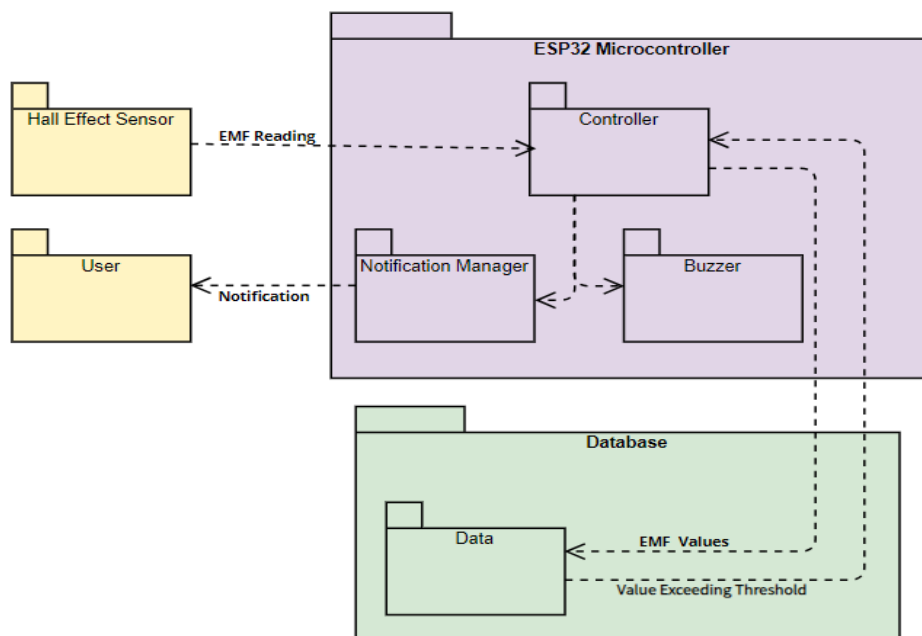 ESP32 Microcontroller
Hall Effect Sensor
EMF Reading
Controller
User
Notification
Notification Manager
Buzzer
Database
Data
EMF Values
Value Exceeding Threshold